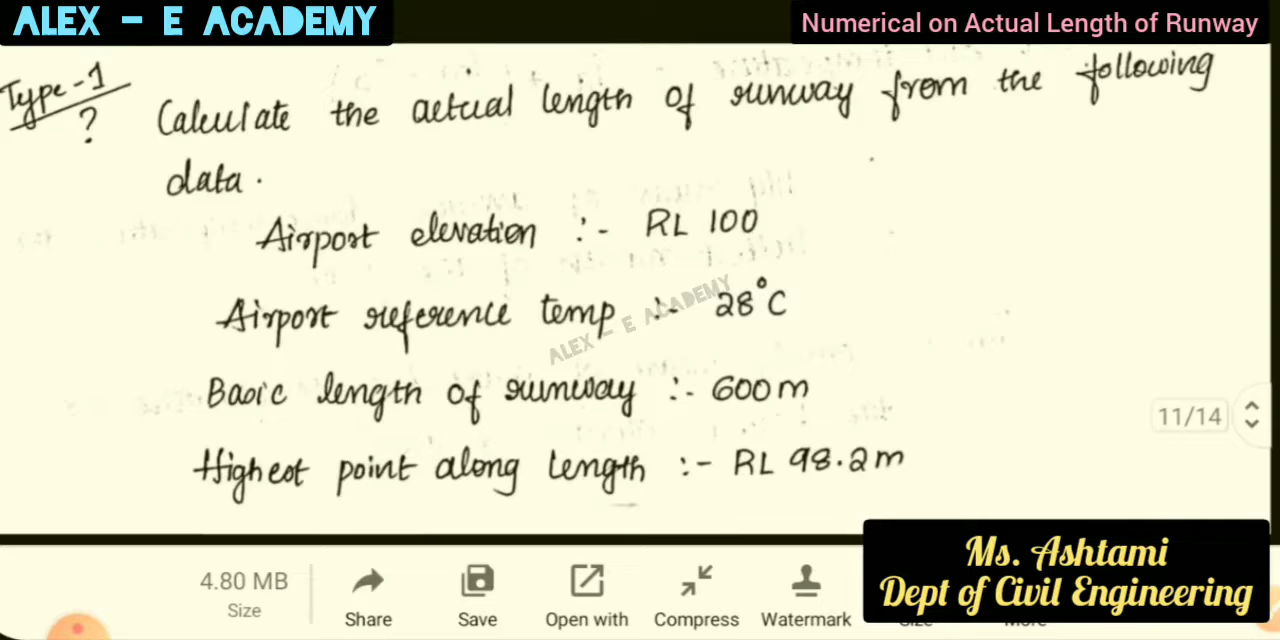 ALEX - E ACADEMY
Numerical on Actual Length of Runway
Type-1
?
Calculate the actual length of runway from the following
data.
Airport elevation :- RL 100
Airport reference temp :- 28°C
ALEX - E ACADEMY
Basic length of runway :- 600 m
11/14
Highest point along length :- RL 98.2 m
Ms. Ashtami
Dept of Civil Engineering
4.80 MB
Size
Share
Save
Open with
Compress
Watermark